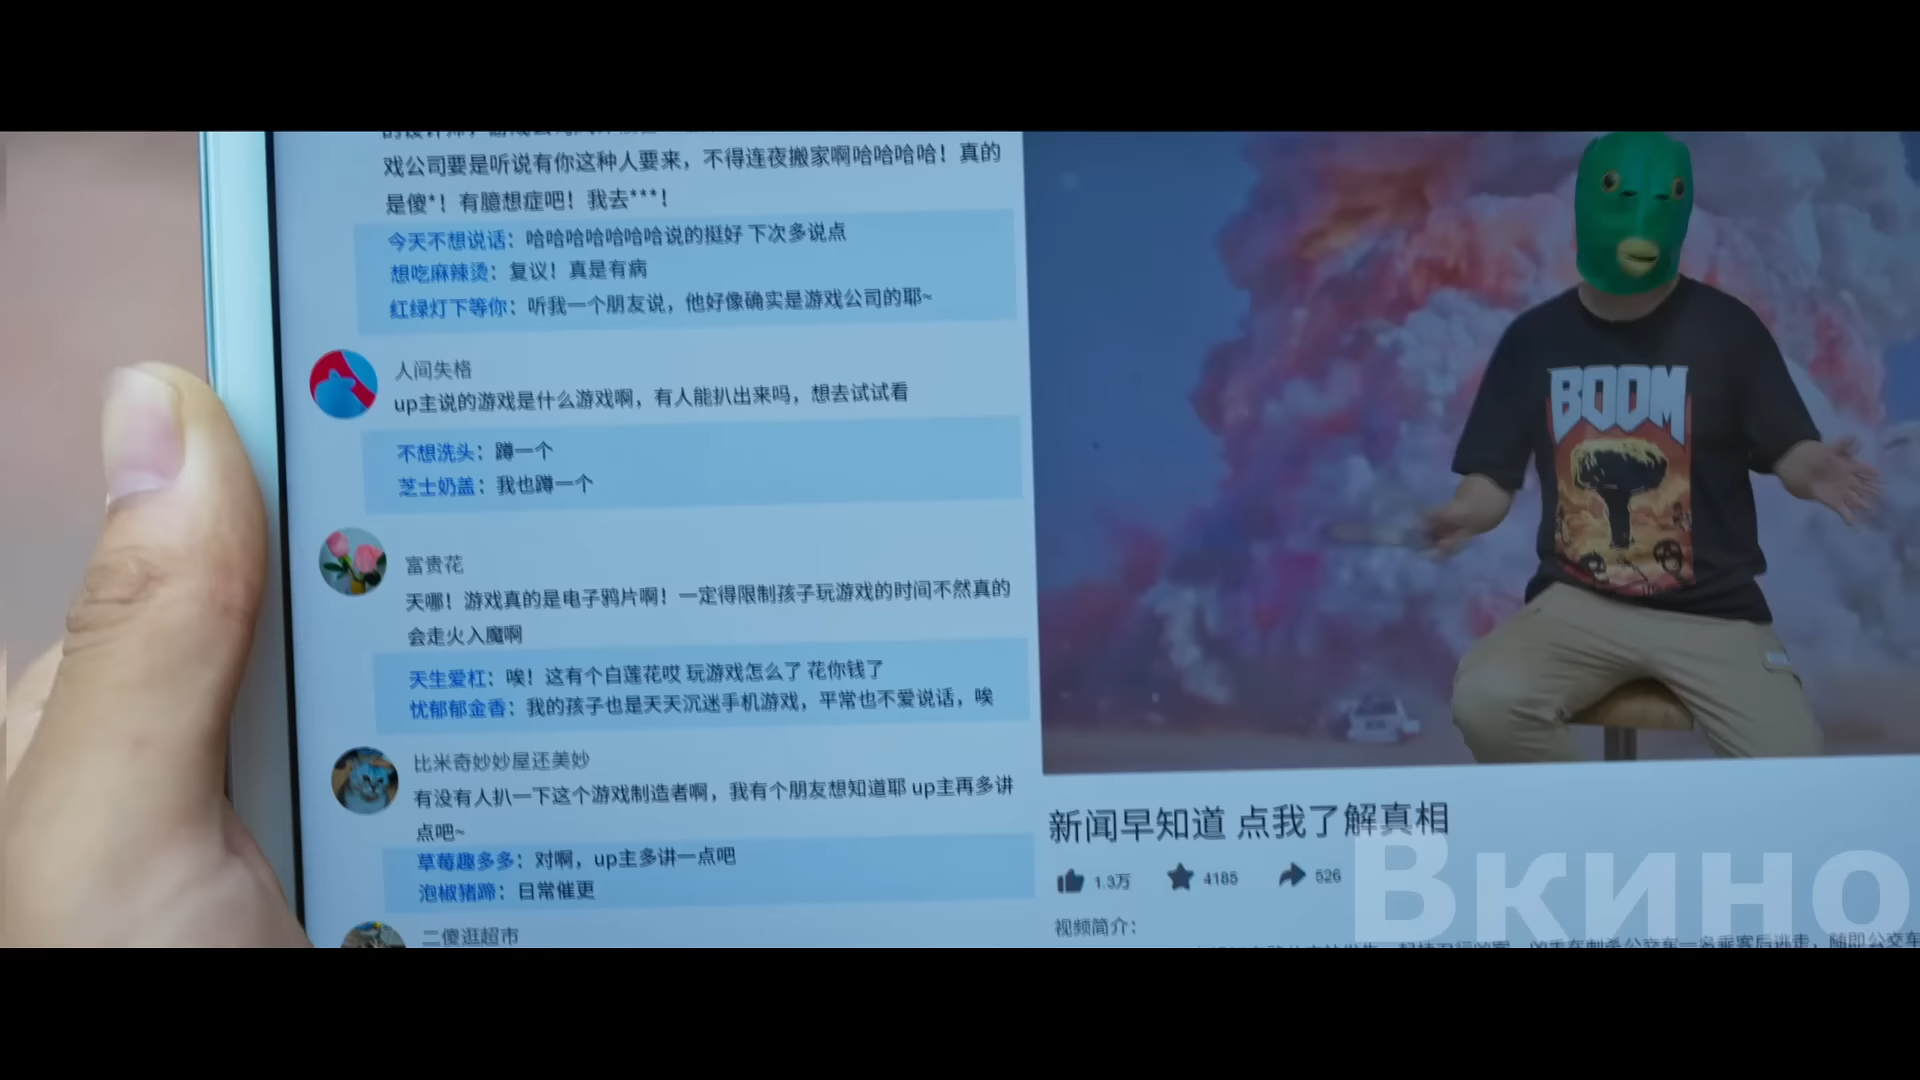 戏公司要是听说有你这种人要来，不得连夜搬家啊哈哈哈哈！真的
是傻*！有臆想症吧！我去***！
今天不想说话：哈哈哈哈哈哈哈说的挺好 下次多说点
想吃麻辣烫：复议！真是有病
红绿灯下等你：听我一个朋友说，他好像确实是游戏公司的耶~
人间失格
up主说的游戏是什么游戏啊，有人能扒出来吗，想去试试看
不想洗头：蹲一个
芝士奶盖：我也蹲一个
富贵花
天哪！游戏真的是电子鸦片啊！一定得限制孩子玩游戏的时间不然真的
会走火入魔啊
天生爱杠：唉！这有个白莲花哎 玩游戏怎么了 花你钱了
忧郁郁金香：我的孩子也是天天沉迷手机游戏，平常也不爱说话，唉
比米奇妙妙屋还美妙
有没有人扒一下这个游戏制造者啊，我有个朋友想知道耶 up主再多讲
点吧~
草莓趣多多：对啊，up主多讲一点吧
泡椒猪蹄：日常催更
二傻逛超市
BOOM
新闻早知道 点我了解真相
1.3万 4185 526
视频简介：
Вкино